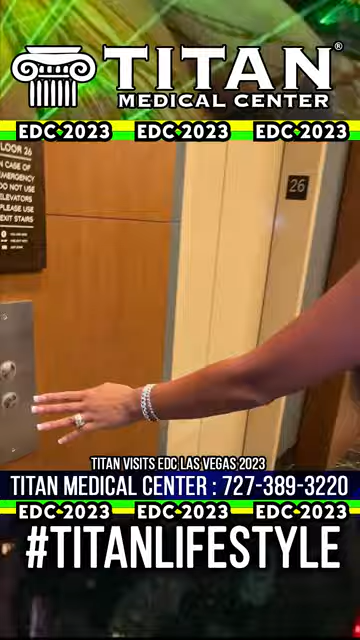 TITAN®
MEDICAL CENTER
EDC 2023 EDC 2023 EDC 2023
FLOOR 26
IN CASE OF
EMERGENCY
DO NOT USE
ELEVATORS
PLEASE USE
EXIT STAIRS
26
TITAN VISITS EDC LAS VEGAS 2023
TITAN MEDICAL CENTER : 727-389-3220
EDC 2023 EDC 2023 EDC 2023
#TITANLIFESTYLE